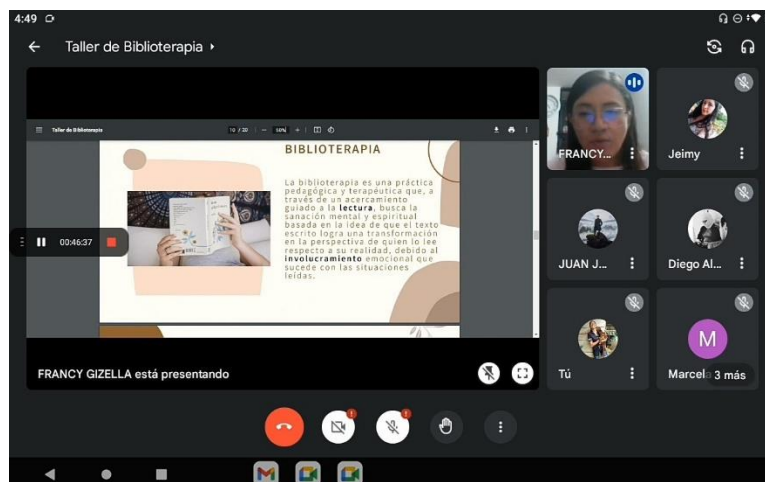 4:49
Taller de Biblioterapia
Taller de Biblioterapia
10 / 20
50%
BIBLIOTERAPIA
La biblioterapia es una práctica
pedagógica y terapéutica que, a
través de un acercamiento
guiado a la lectura, busca la
sanación mental y espiritual
basada en la idea de que el texto
escrito logra una transformación
en la perspectiva de quien lo lee
respecto a su realidad, debido al
involucramiento emocional que
sucede con las situaciones
leídas.
00:46:37
FRANCY GIZELLA está presentando
FRANCY...
Jeimy
JUAN J...
Diego Al...
Tú
M
Marcela
3 más